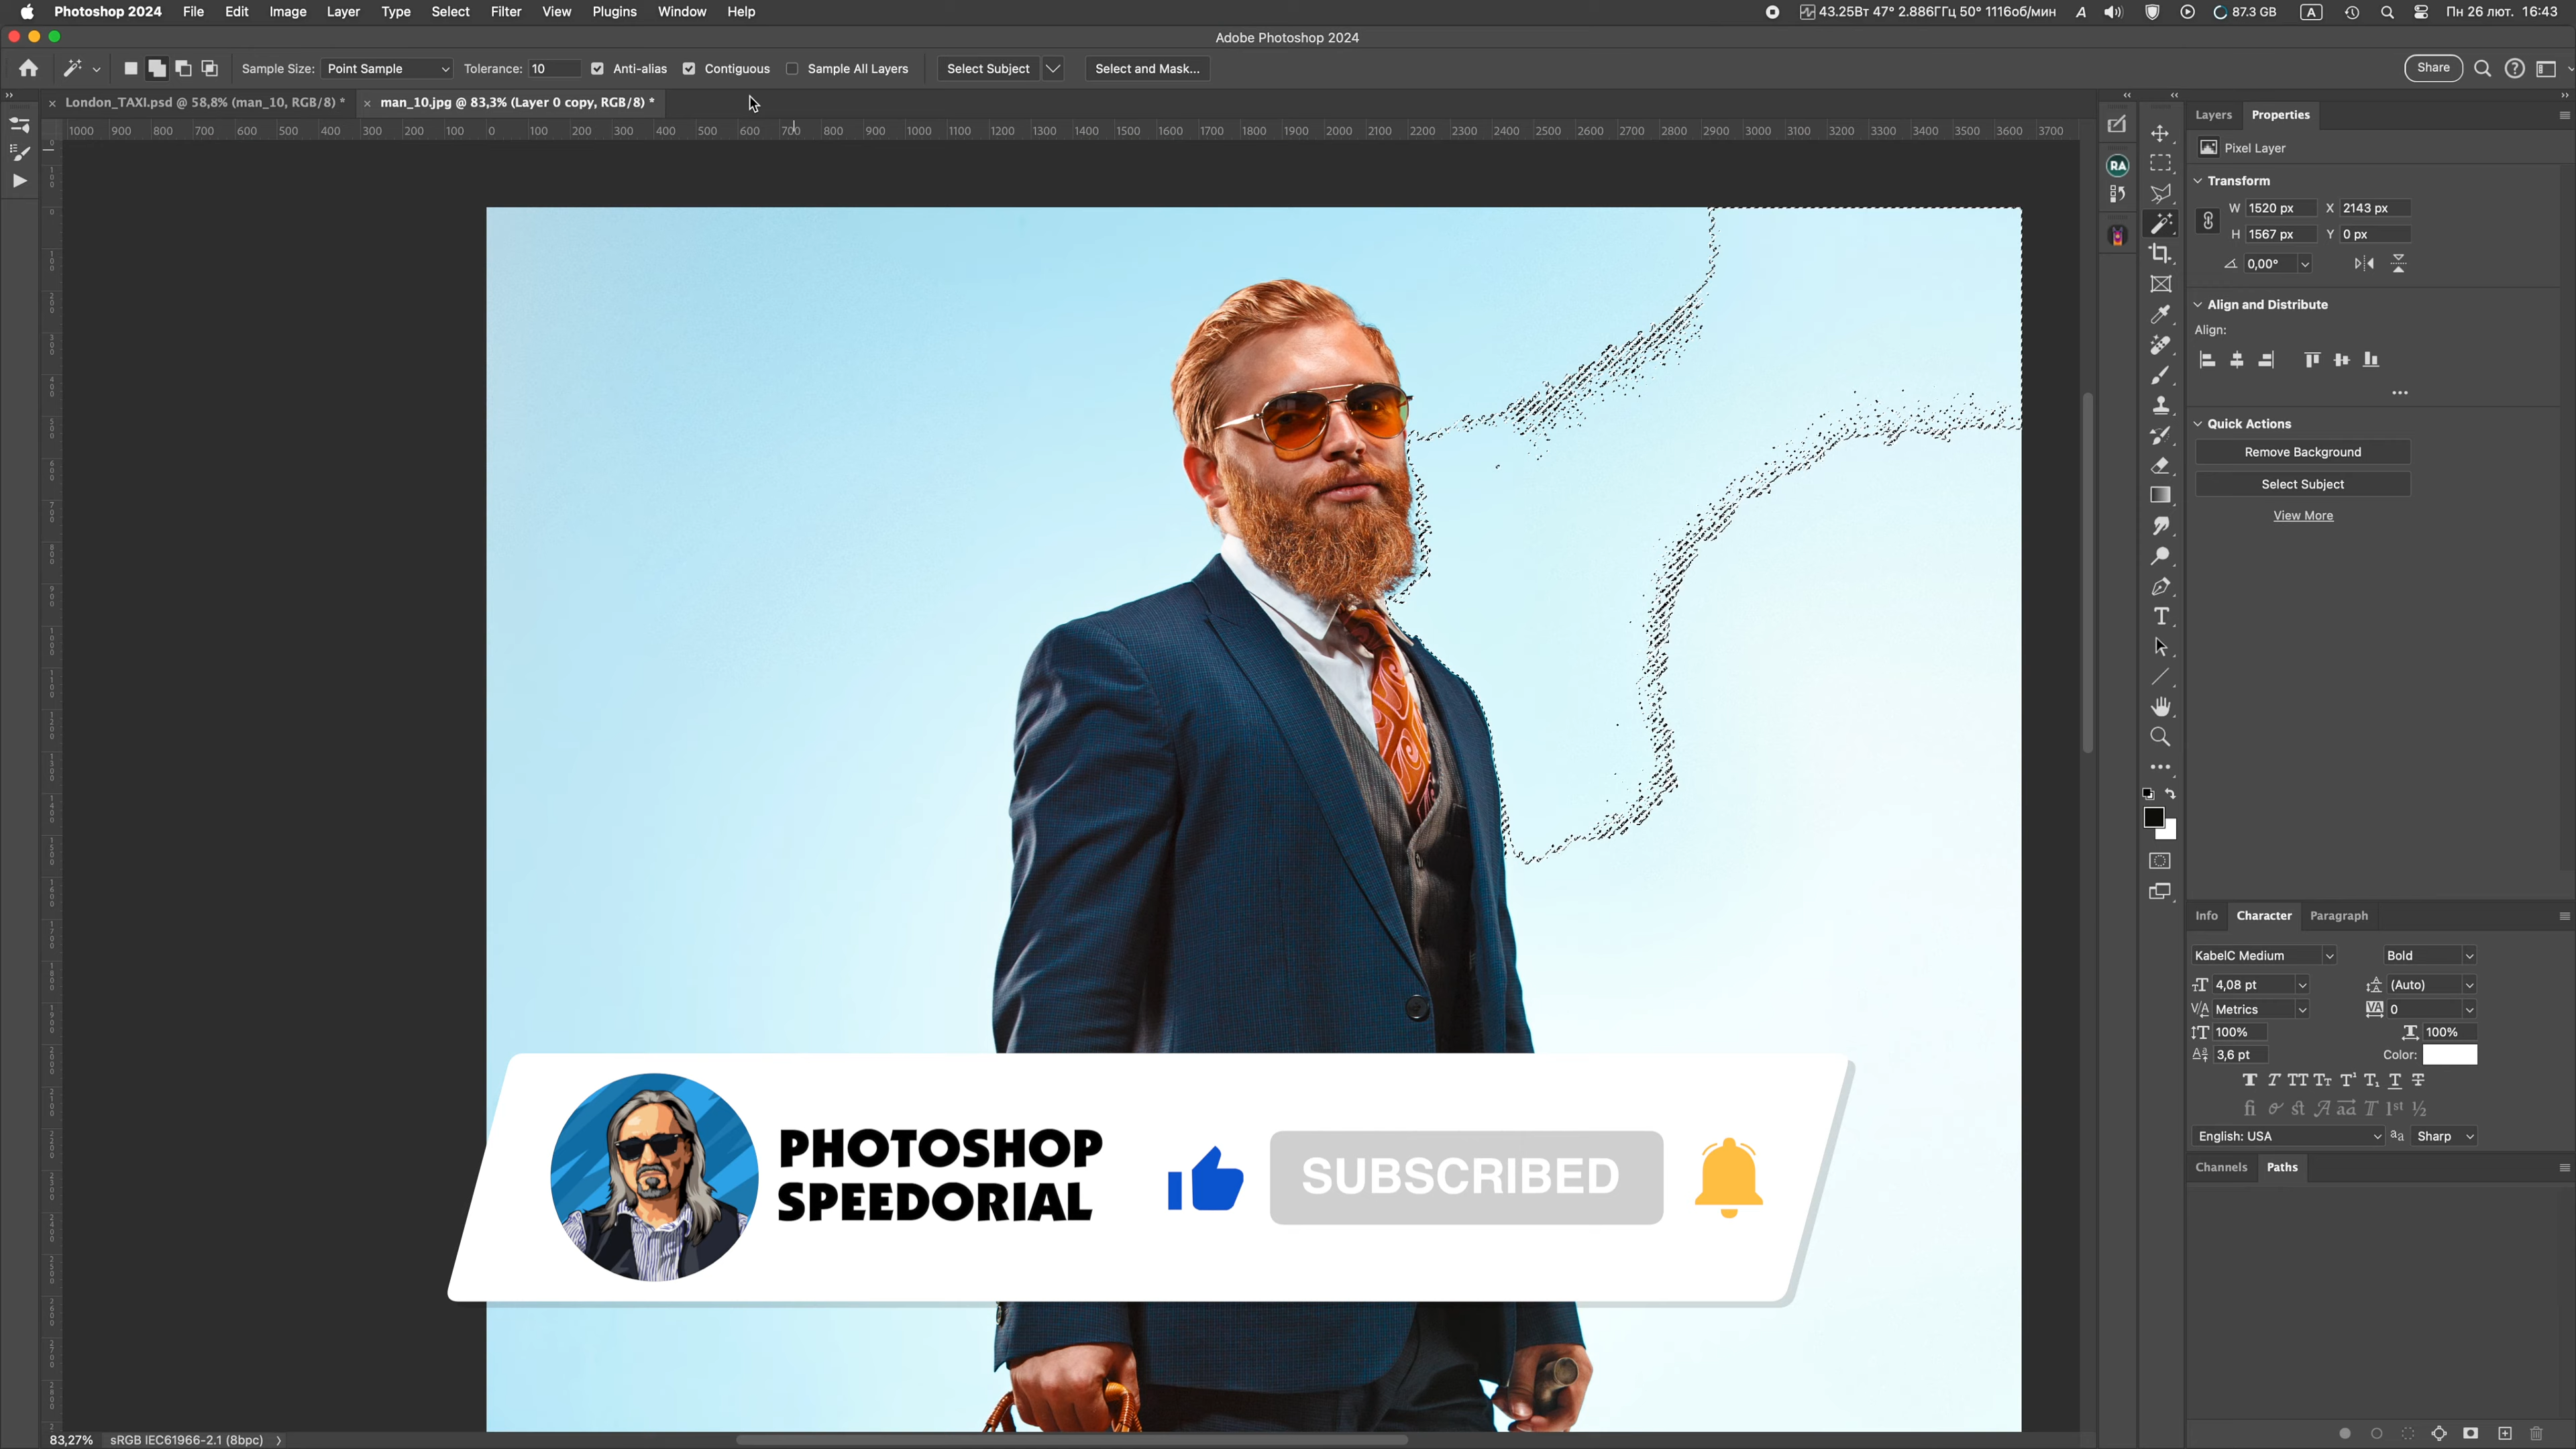 Photoshop 2024 File Edit Image Layer Type Select Filter View Plugins Window Help 43.25Вт 47° 2.886ГГц 50° 1116об/мин A 87.3 GB A Пн 26 лют. 16:43
Adobe Photoshop 2024
Sample Size: Point Sample Tolerance: 10 Anti-alias Contiguous Sample All Layers Select Subject Select and Mask... Share
London_TAXI.psd @ 58,8% (man_10, RGB/8) * man_10.jpg @ 83,3% (Layer 0 copy, RGB/8) *
1000 900 800 700 600 500 400 300 200 100 0 100 200 300 400 500 600 700 800 900 1000 1100 1200 1300 1400 1500 1600 1700 1800 1900 2000 2100 2200 2300 2400 2500 2600 2700 2800 2900 3000 3100 3200 3300 3400 3500 3600 3700
RA
Layers Properties
Pixel Layer
Transform
W 1520 px X 2143 px
H 1567 px Y 0 px
0,00°
Align and Distribute
Align:
Quick Actions
Remove Background
Select Subject
View More
Info Character Paragraph
KabelC Medium Bold
4,08 pt (Auto)
Metrics 0
100% 100%
3,6 pt Color:
English: USA aa Sharp
Channels Paths
PHOTOSHOP
SPEEDORIAL
SUBSCRIBED
83,27% sRGB IEC61966-2.1 (8bpc)